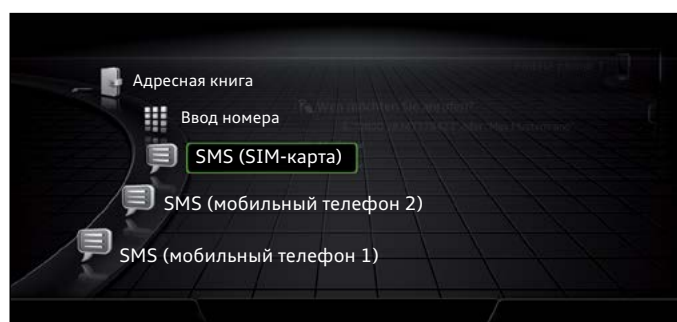 Адресная книга
Ввод номера
SMS (SIM-карта)
SMS (мобильный телефон 2)
SMS (мобильный телефон 1)